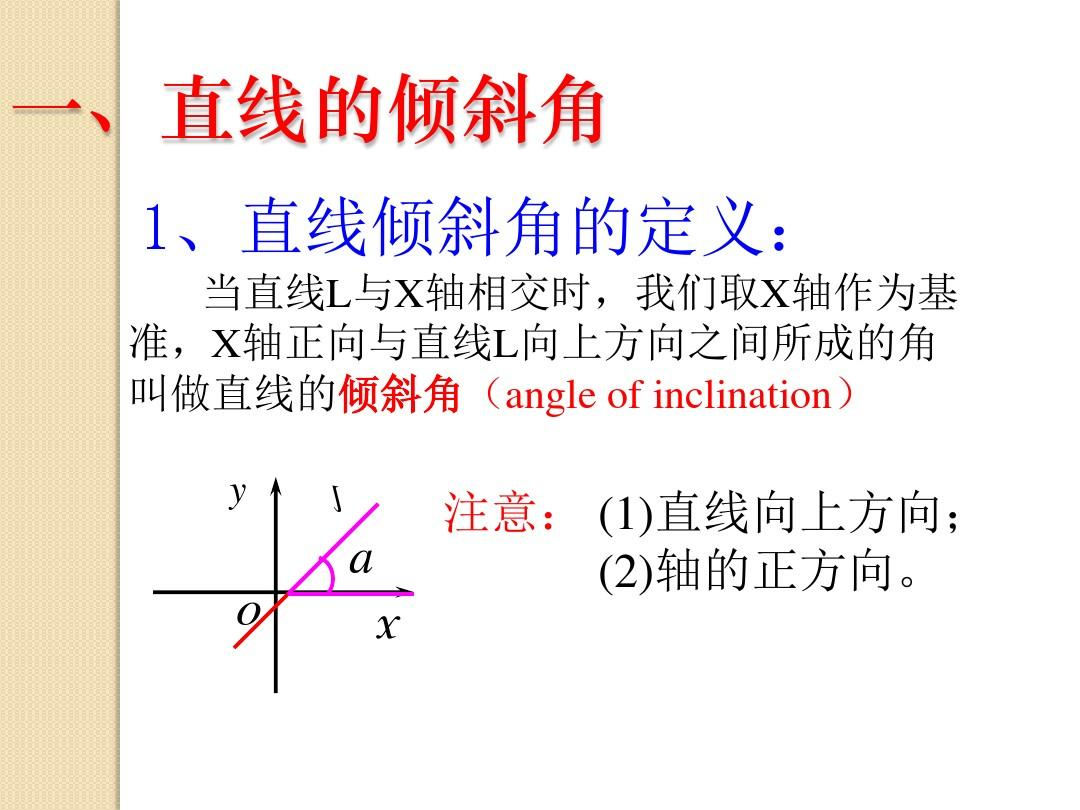 一、直线的倾斜角
1、直线倾斜角的定义：
当直线L与X轴相交时，我们取X轴作为基
准，X轴正向与直线L向上方向之间所成的角
叫做直线的倾斜角（angle of inclination）
注意： (1)直线向上方向；
(2)轴的正方向。
y
a
o
x